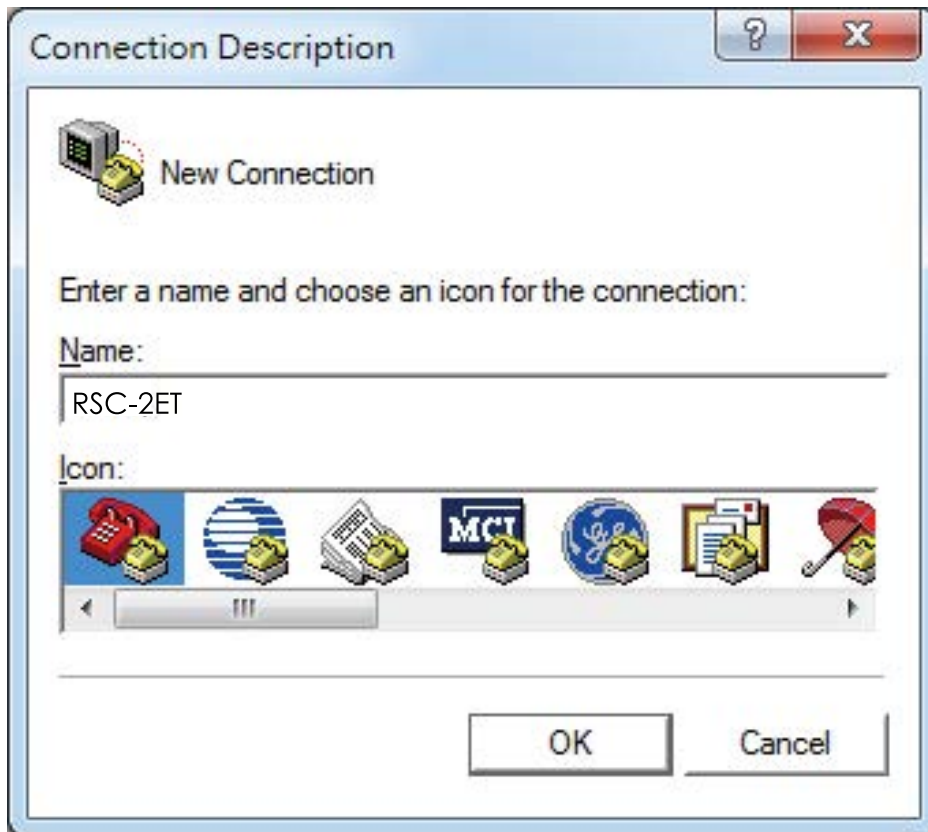 Connection Description
New Connection
Enter a name and choose an icon for the connection:
Name:
RSC-2ET
Icon:
MCI
OK
Cancel